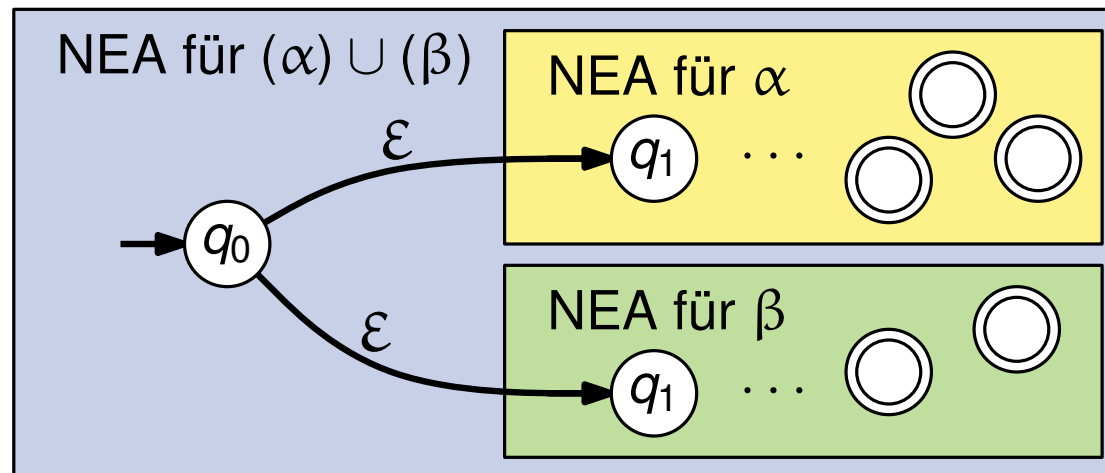 NEA für (α) ∪ (β)
NEA für α
ε
q₁ ...
q₀
NEA für β
ε
q₁ ...